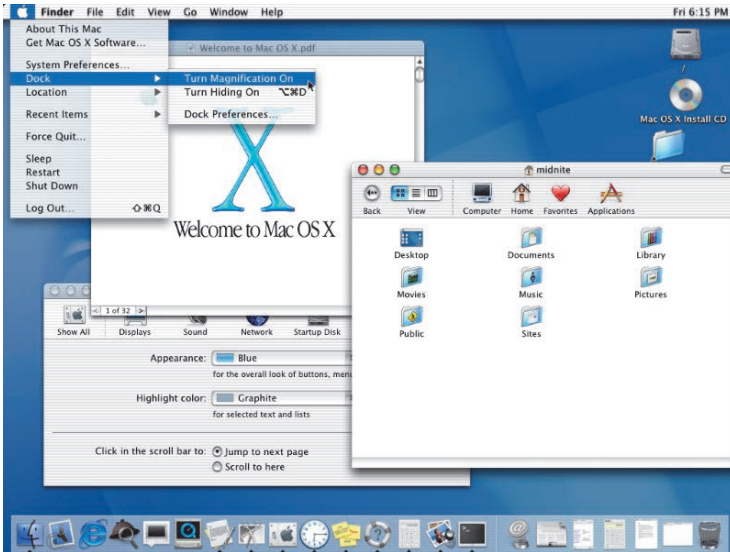 Finder File Edit View Go Window Help Fri 6:15 PM
About This Mac
Get Mac OS X Software...
System Preferences...
Dock
Location
Recent Items
Force Quit...
Sleep
Restart
Shut Down
Log Out... ⇧⌘Q
Turn Magnification On
Turn Hiding On ⌥⌘D
Dock Preferences...
Welcome to Mac OS X.pdf
X
Welcome to Mac OS X
1 of 32
/
Mac OS X Install CD
midnite
Back View Computer Home Favorites Applications
Desktop Documents Library
Movies Music Pictures
Public Sites
Show All Displays Sound Network Startup Disk
Appearance: Blue
for the overall look of buttons, men
Highlight color: Graphite
for selected text and lists
Click in the scroll bar to: Jump to next page
Scroll to here